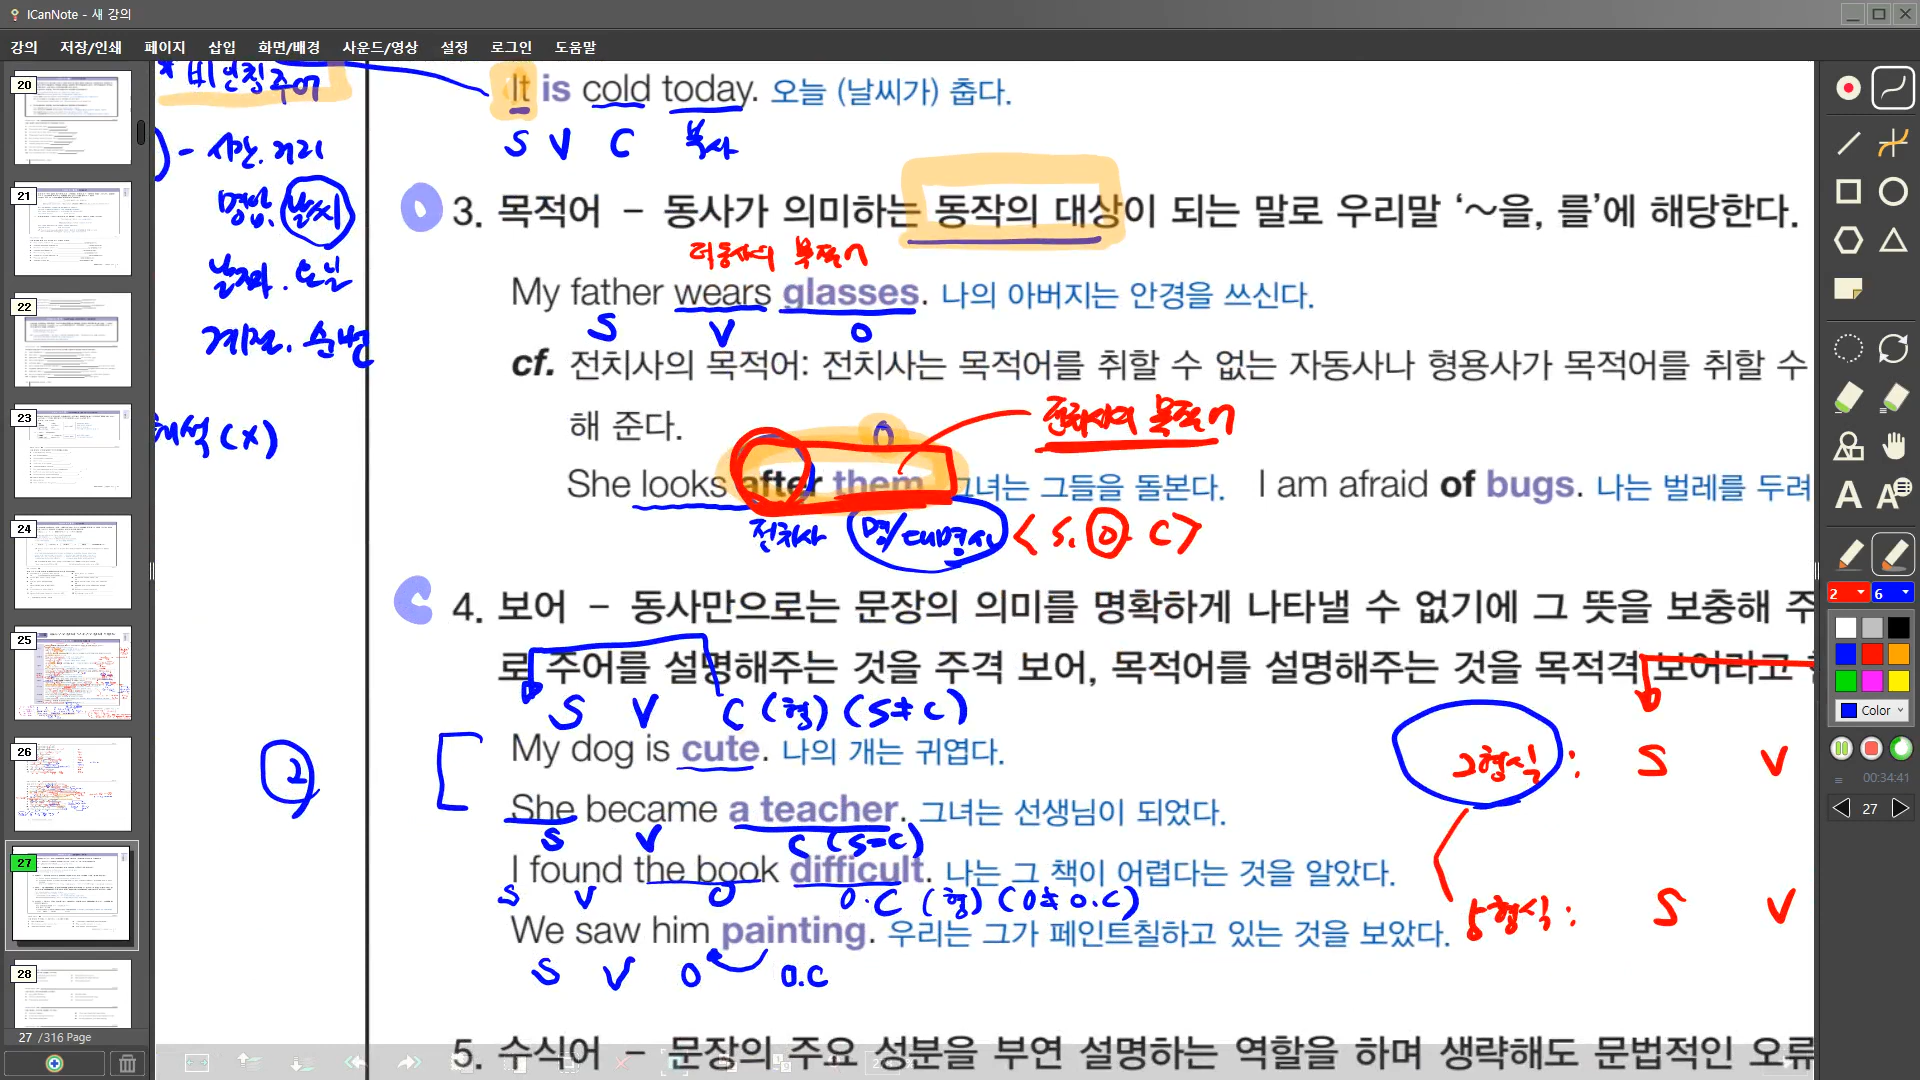 ICanNote - 새 강의
강의 저장/인쇄 페이지 삽입 화면/배경 사운드/영상 설정 로그인 도움말
20
21
22
23
24
25
26
27
28
27 /316 Page
* 비인칭주어
- 시간. 거리
명암. 날씨
날짜. 요일
계절.
해석 (X)
②
It is cold today. 오늘 (날씨가) 춥다.
S V C 부사
O 3. 목적어 – 동사가 의미하는 동작의 대상이 되는 말로 우리말 ‘~을, 를’에 해당한다.
타동사의 목적어
My father wears glasses. 나의 아버지는 안경을 쓰신다.
S V O
cf. 전치사의 목적어: 전치사는 목적어를 취할 수 없는 자동사나 형용사가 목적어를 취할 수
해 준다.
전치사의 목적어
O
She looks after them. 그녀는 그들을 돌본다. I am afraid of bugs. 나는 벌레를 두려
전치사 명/대명사 < S. O. C >
C 4. 보어 – 동사만으로는 문장의 의미를 명확하게 나타낼 수 없기에 그 뜻을 보충해 주
로 주어를 설명해주는 것을 주격 보어, 목적어를 설명해주는 것을 목적격 보어라고
S V C (형) (S≠C)
My dog is cute. 나의 개는 귀엽다.
2형식: S V
She became a teacher. 그녀는 선생님이 되었다.
S V C (S=C)
I found the book difficult. 나는 그 책이 어렵다는 것을 알았다.
S V O O.C (형) (O≠O.C)
5형식: S V
We saw him painting. 우리는 그가 페인트칠하고 있는 것을 보았다.
S V O O.C
5. 수식어 – 문장의 주요 성분을 부연 설명하는 역할을 하며 생략해도 문법적인 오류
A A
2 6
Color
00:34:41
27